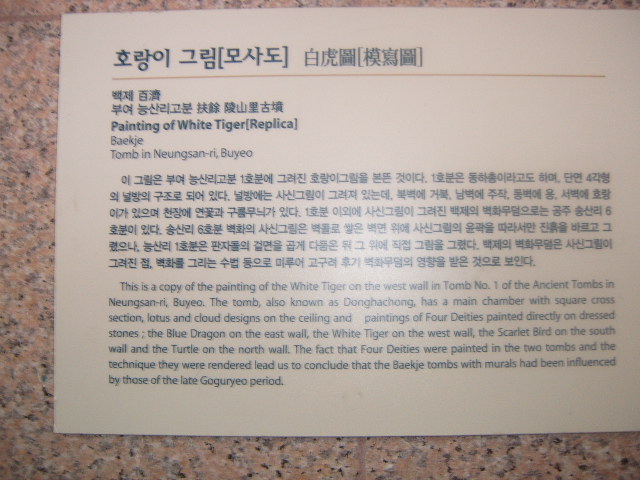 호랑이 그림[모사도] 白虎圖[模寫圖]
백제 百濟
부여 능산리고분 扶餘 陵山里古墳
Painting of White Tiger[Replica]
Baekje
Tomb in Neungsan-ri, Buyeo
이 그림은 부여 능산리고분 1호분에 그려진 호랑이그림을 본뜬 것이다. 1호분은 동하총이라고도 하며, 단면 4각형
의 널방의 구조로 되어 있다. 널방에는 사신그림이 그려져 있는데, 북벽에 거북, 남벽에 주작, 동벽에 용, 서벽에 호랑
이가 있으며 천장에 연꽃과 구름무늬가 있다. 1호분 이외에 사신그림이 그려진 백제의 벽화무덤으로는 공주 송산리 6
호분이 있다. 송산리 6호분 벽화의 사신그림은 벽돌로 쌓은 벽면 위에 사신그림의 윤곽을 따라서만 진흙을 바르고 그
렸으나, 능산리 1호분은 판자돌의 겉면을 곱게 다듬은 뒤 그 위에 직접 그림을 그렸다. 백제의 벽화무덤은 사신그림이
그려진 점, 벽화를 그리는 수법 등으로 미루어 고구려 후기 벽화무덤의 영향을 받은 것으로 보인다.
This is a copy of the painting of the White Tiger on the west wall in Tomb No. 1 of the Ancient Tombs in
Neungsan-ri, Buyeo. The tomb, also known as Donghachong, has a main chamber with square cross
section, lotus and cloud designs on the ceiling and paintings of Four Deities painted directly on dressed
stones ; the Blue Dragon on the east wall, the White Tiger on the west wall, the Scarlet Bird on the south
wall and the Turtle on the north wall. The fact that Four Deities were painted in the two tombs and the
technique they were rendered lead us to conclude that the Baekje tombs with murals had been influenced
by those of the late Goguryeo period.